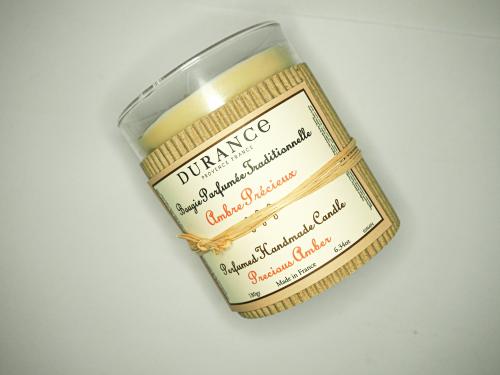 DURANCE
PROVENCE FRANCE
Bougie Parfumée Traditionnelle
Ambre Précieux
Perfumed Handmade Candle
Precious Amber
180g Made in France 6.34oz